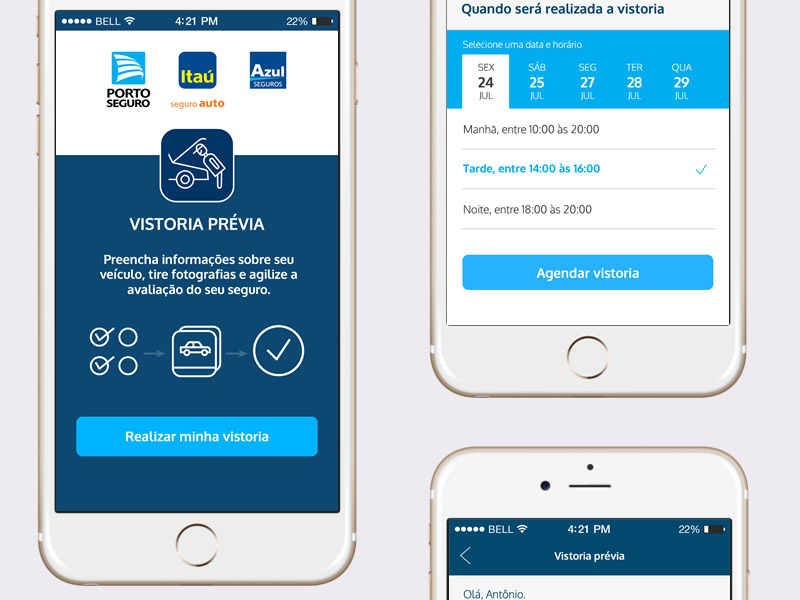 BELL 4:21 PM 22%
PORTO
SEGURO
Itaú
seguro auto
Azul
SEGUROS
VISTORIA PRÉVIA
Preencha informações sobre seu
veículo, tire fotografias e agilize a
avaliação do seu seguro.
Realizar minha vistoria
Quando será realizada a vistoria
Selecione uma data e horário
SEX SÁB SEG TER QUA
24 25 27 28 29
JUL JUL JUL JUL JUL
Manhã, entre 10:00 às 20:00
Tarde, entre 14:00 às 16:00
Noite, entre 18:00 às 20:00
Agendar vistoria
BELL 4:21 PM 22%
Vistoria prévia
Olá, Antônio.